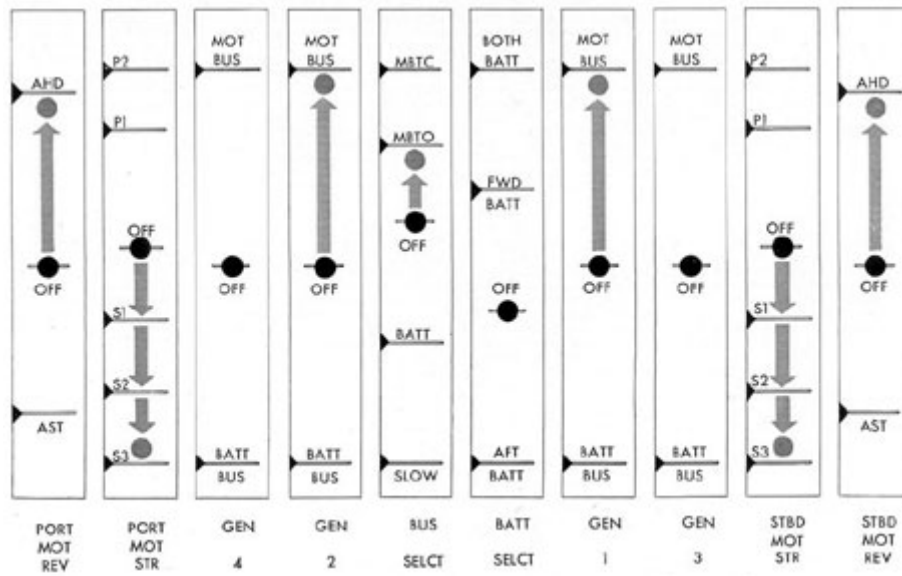 AHD
OFF
AST
PORT
MOT
REV
P2
P1
OFF
S1
S2
S3
PORT
MOT
STR
MOT
BUS
OFF
BATT
BUS
GEN
4
MOT
BUS
OFF
BATT
BUS
GEN
2
MBTC
MBTO
OFF
BATT
SLOW
BUS
SELCT
BOTH
BATT
FWD
BATT
OFF
AFT
BATT
BATT
SELCT
MOT
BUS
OFF
BATT
BUS
GEN
1
MOT
BUS
OFF
BATT
BUS
GEN
3
P2
P1
OFF
S1
S2
S3
STBD
MOT
STR
AHD
OFF
AST
STBD
MOT
REV